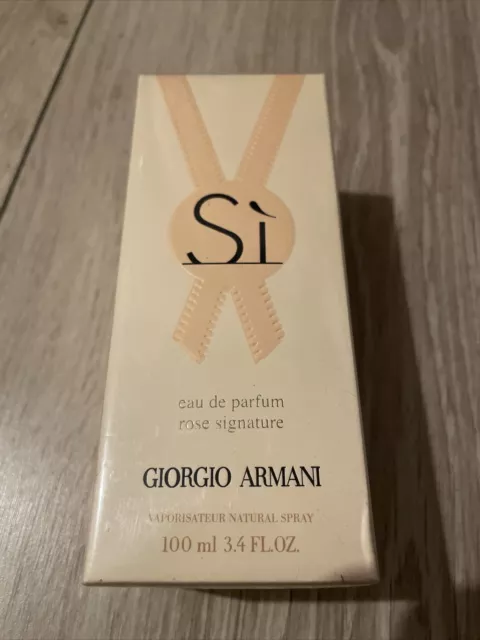 Sì
eau de parfum
rose signature
GIORGIO ARMANI
VAPORISATEUR NATURAL SPRAY
100 ml 3.4 FL.OZ.